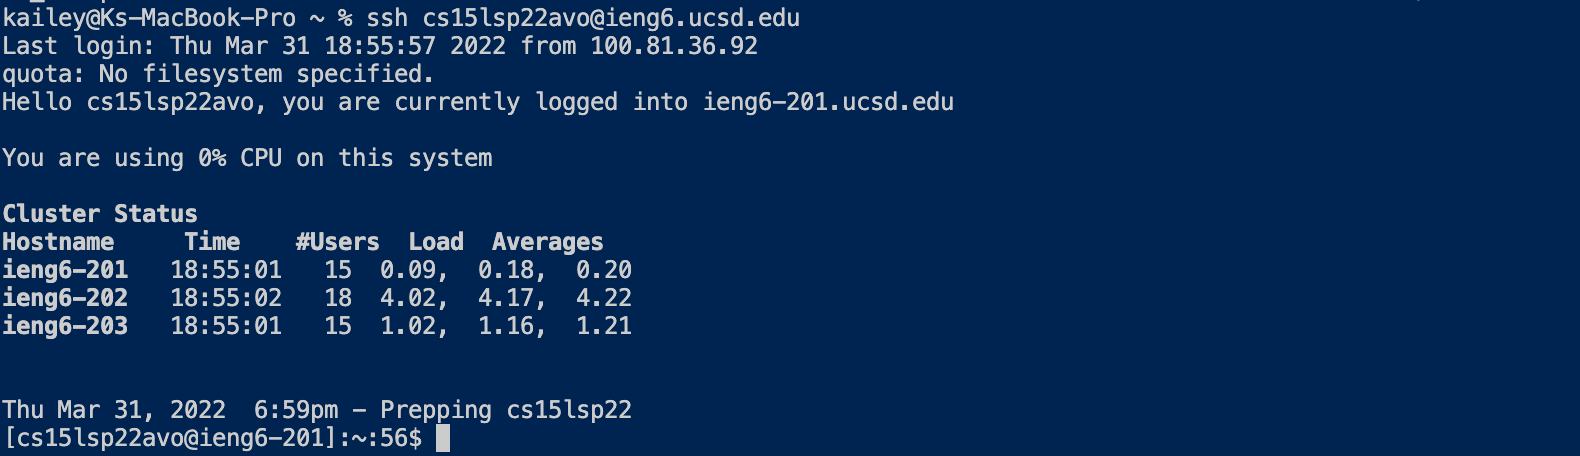 kailey@Ks-MacBook-Pro ~ % ssh cs15lsp22avo@ieng6.ucsd.edu
Last login: Thu Mar 31 18:55:57 2022 from 100.81.36.92
quota: No filesystem specified.
Hello cs15lsp22avo, you are currently logged into ieng6-201.ucsd.edu
You are using 0% CPU on this system
Cluster Status
Hostname     Time    #Users  Load  Averages
ieng6-201   18:55:01   15  0.09,  0.18,  0.20
ieng6-202   18:55:02   18  4.02,  4.17,  4.22
ieng6-203   18:55:01   15  1.02,  1.16,  1.21
Thu Mar 31, 2022  6:59pm - Prepping cs15lsp22
[cs15lsp22avo@ieng6-201]:~:56$